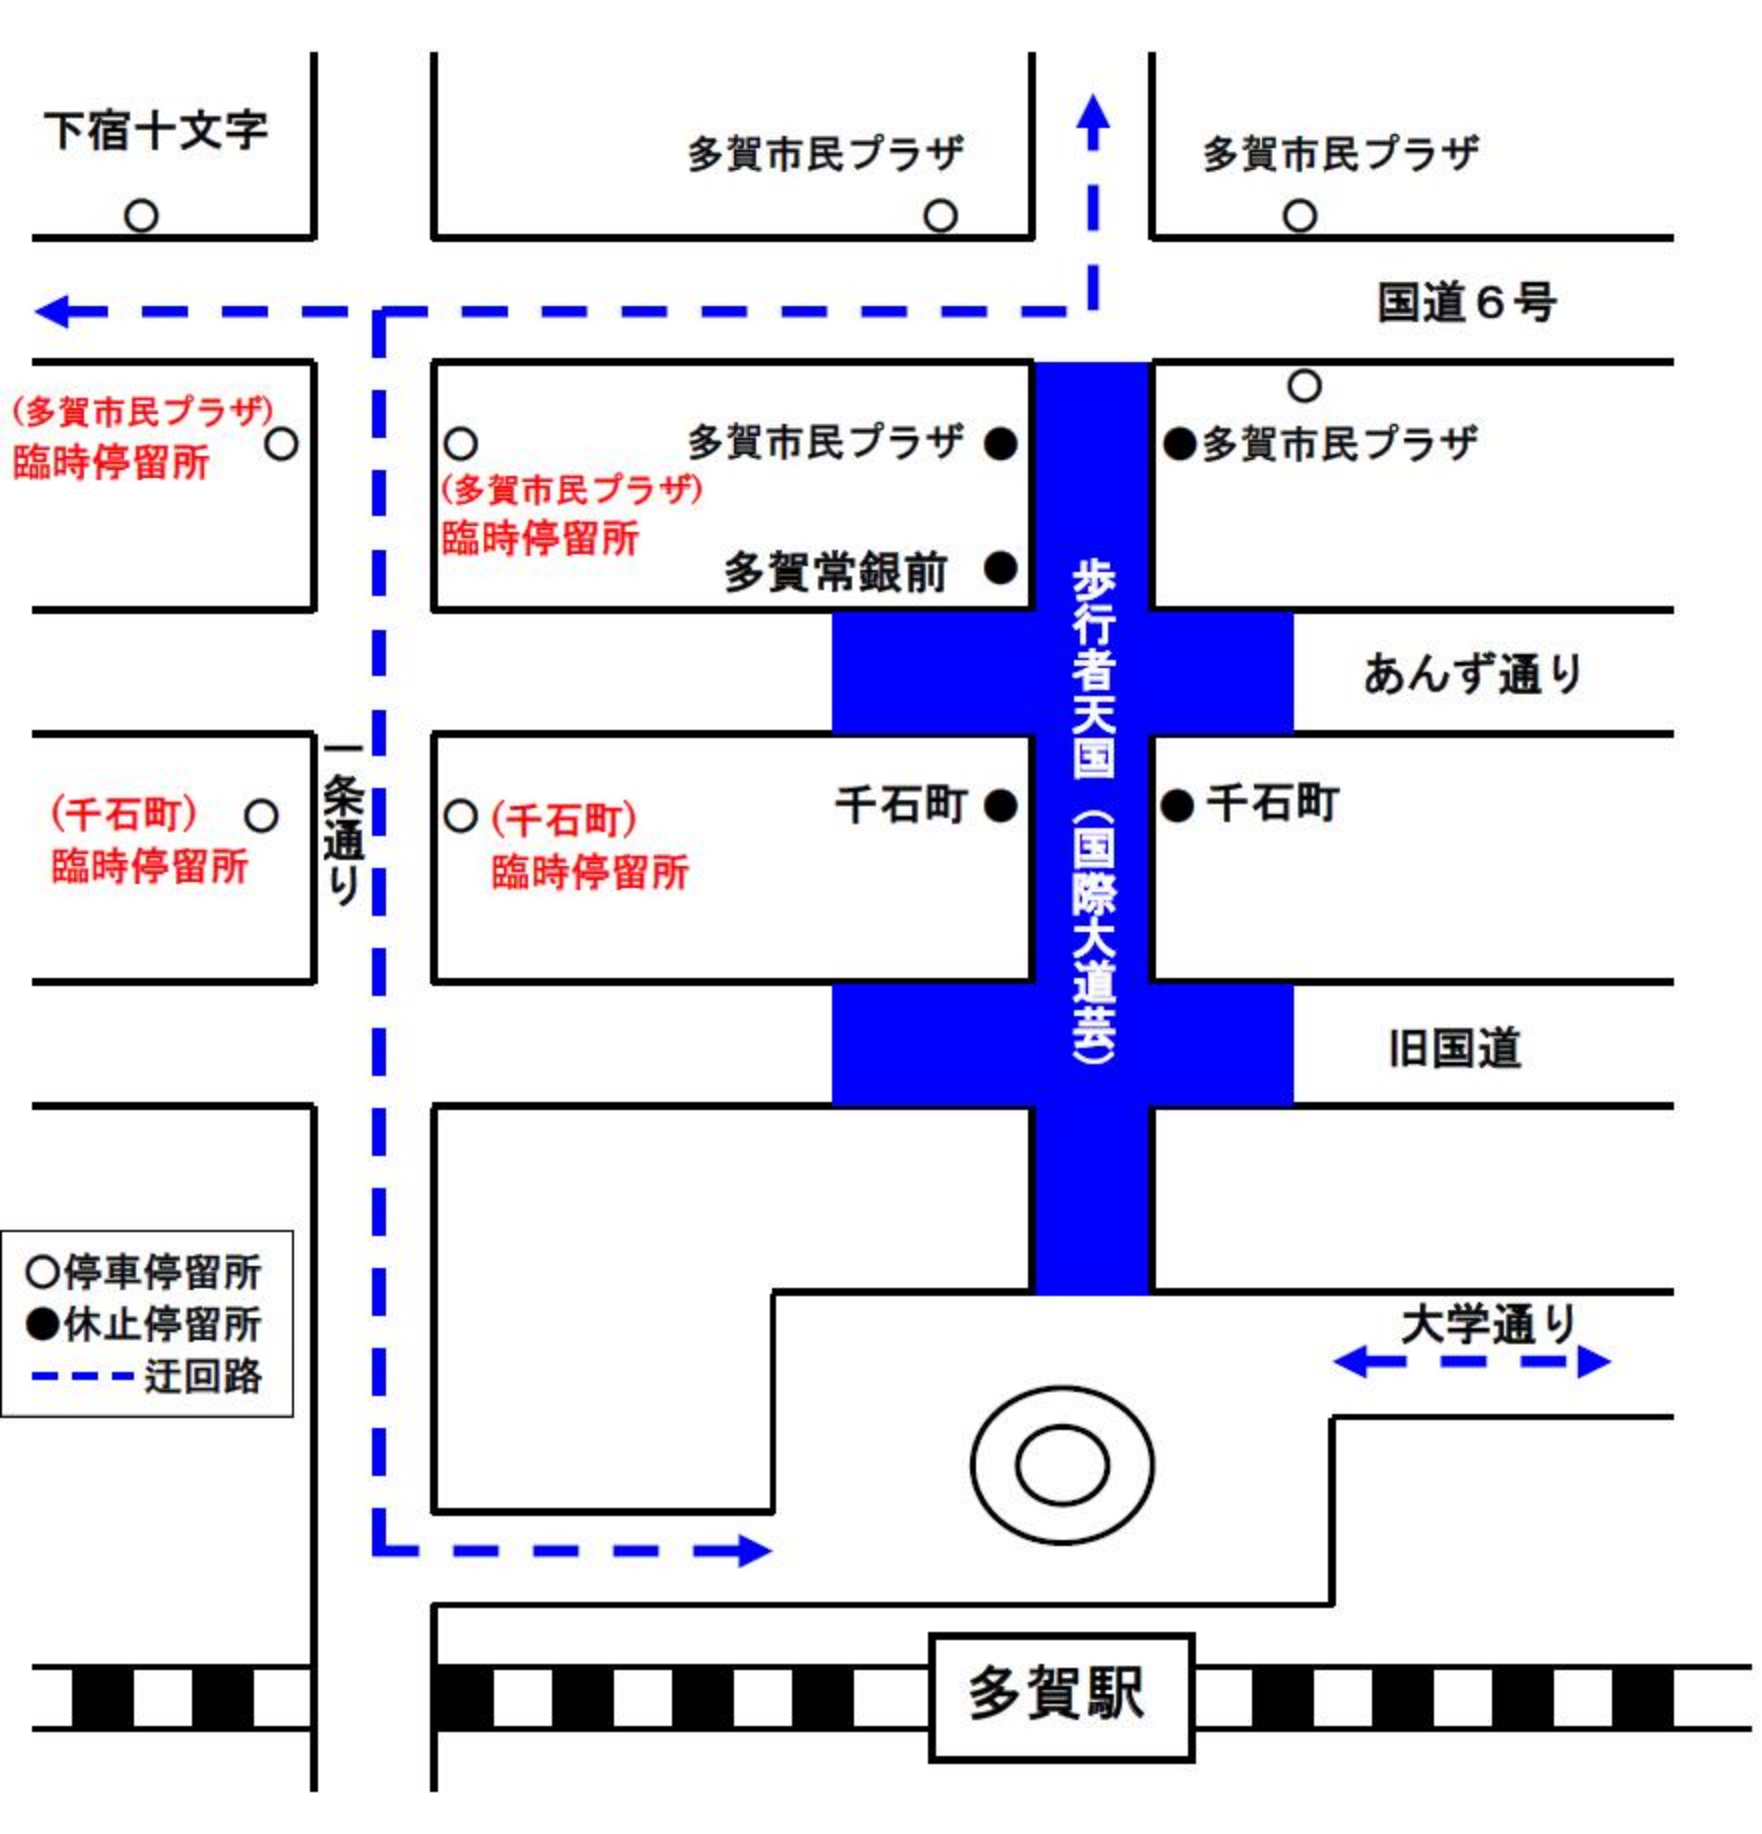 下宿十文字
多賀市民プラザ
多賀市民プラザ
○
○
○
国道６号
(多賀市民プラザ)
臨時停留所
○
○
(多賀市民プラザ)
臨時停留所
多賀市民プラザ ●
○
●多賀市民プラザ
多賀常銀前 ●
歩行者天国（国際大道芸）
あんず通り
一条通り
(千石町) ○
臨時停留所
○ (千石町)
臨時停留所
千石町 ●
● 千石町
旧国道
○停車停留所
●休止停留所
迂回路
大学通り
多賀駅